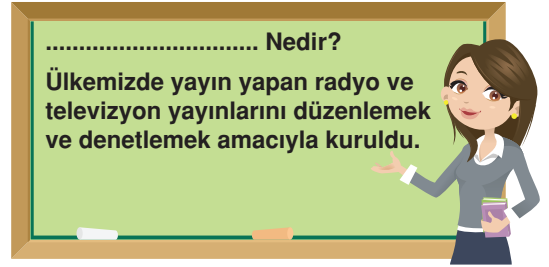 ................................ Nedir?
Ülkemizde yayın yapan radyo ve
televizyon yayınlarını düzenlemek
ve denetlemek amacıyla kuruldu.